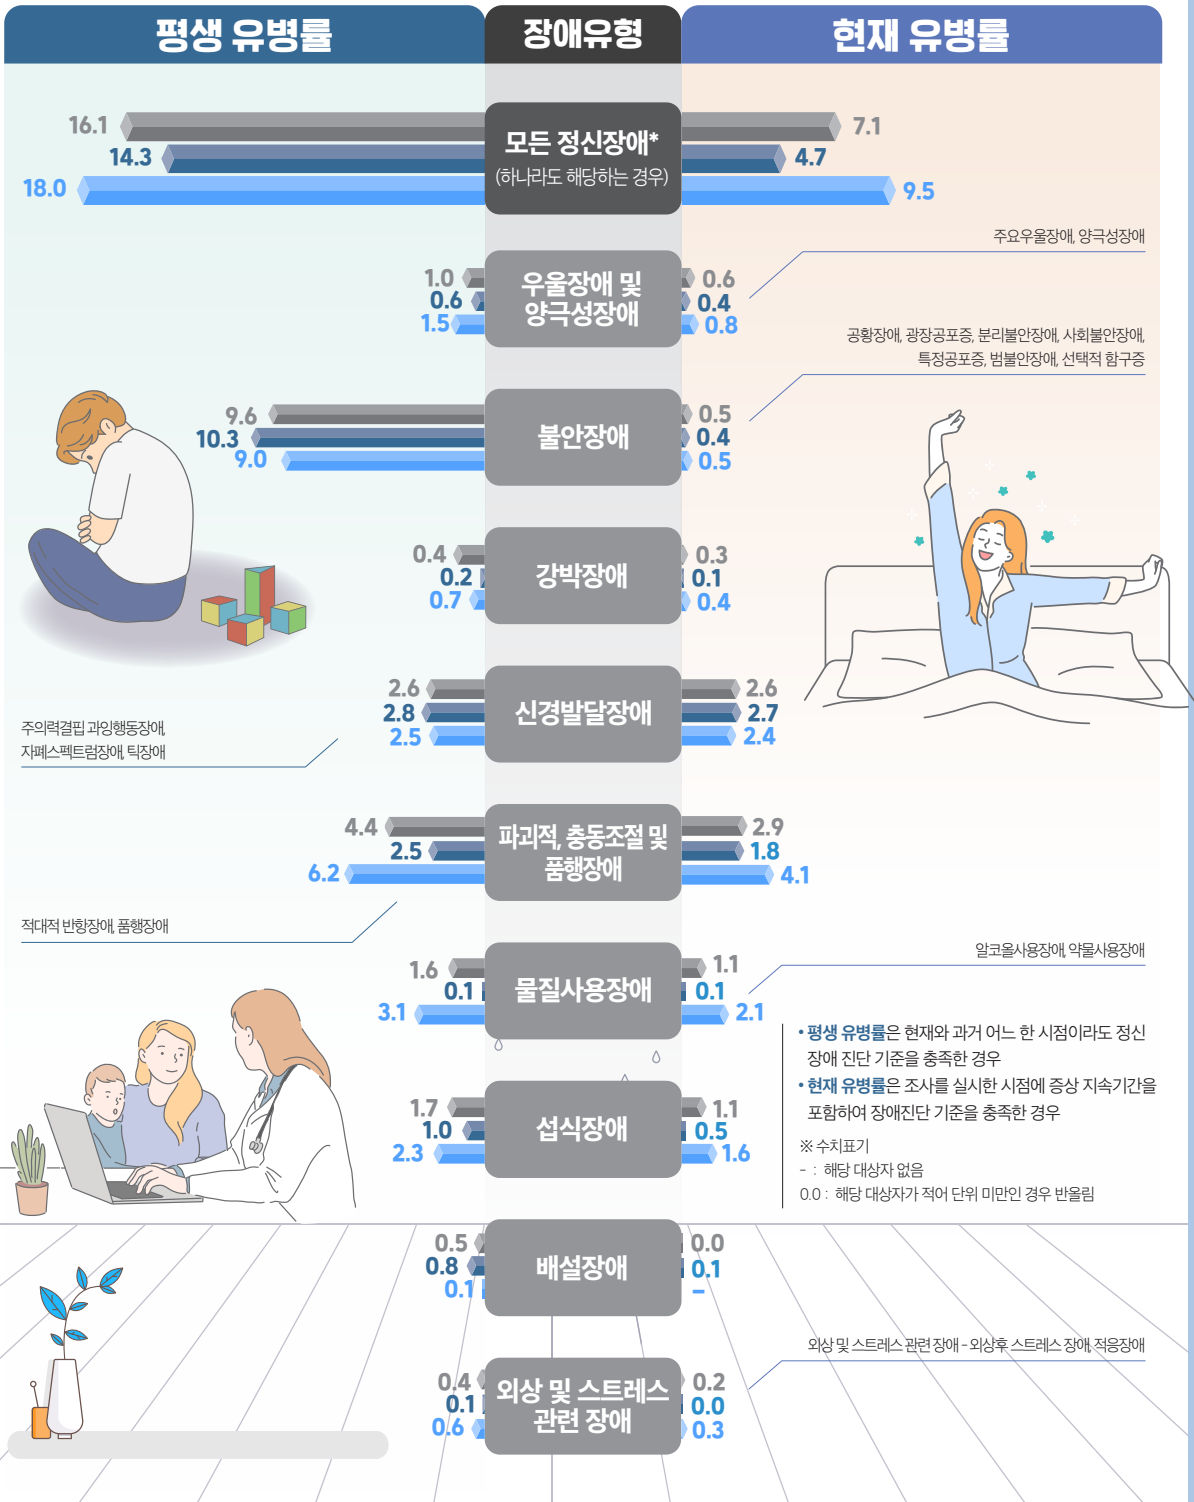 평생 유병률
장애유형
현재 유병률
모든 정신장애*
(하나라도 해당하는 경우)
16.1
14.3
18.0
7.1
4.7
9.5
주요우울장애, 양극성장애
우울장애 및
양극성장애
1.0
0.6
1.5
0.6
0.4
0.8
공황장애, 광장공포증, 분리불안장애, 사회불안장애,
특정공포증, 범불안장애, 선택적 함구증
불안장애
9.6
10.3
9.0
0.5
0.4
0.5
강박장애
0.4
0.2
0.7
0.3
0.1
0.4
신경발달장애
2.6
2.8
2.5
2.6
2.7
2.4
주의력결핍 과잉행동장애,
자폐스펙트럼장애, 틱장애
파괴적, 충동조절 및
품행장애
4.4
2.5
6.2
2.9
1.8
4.1
적대적 반항장애, 품행장애
알코올사용장애, 약물사용장애
물질사용장애
1.6
0.1
3.1
1.1
0.1
2.1
• 평생 유병률은 현재와 과거 어느 한 시점이라도 정신
장애 진단 기준을 충족한 경우
• 현재 유병률은 조사를 실시한 시점에 증상 지속기간을
포함하여 장애진단 기준을 충족한 경우
※ 수치표기
- : 해당 대상자 없음
0.0 : 해당 대상자가 적어 단위 미만인 경우 반올림
섭식장애
1.7
1.0
2.3
1.1
0.5
1.6
배설장애
0.5
0.8
0.1
0.0
0.1
-
외상 및 스트레스 관련 장애 - 외상후 스트레스 장애, 적응장애
외상 및 스트레스
관련 장애
0.4
0.1
0.6
0.2
0.0
0.3